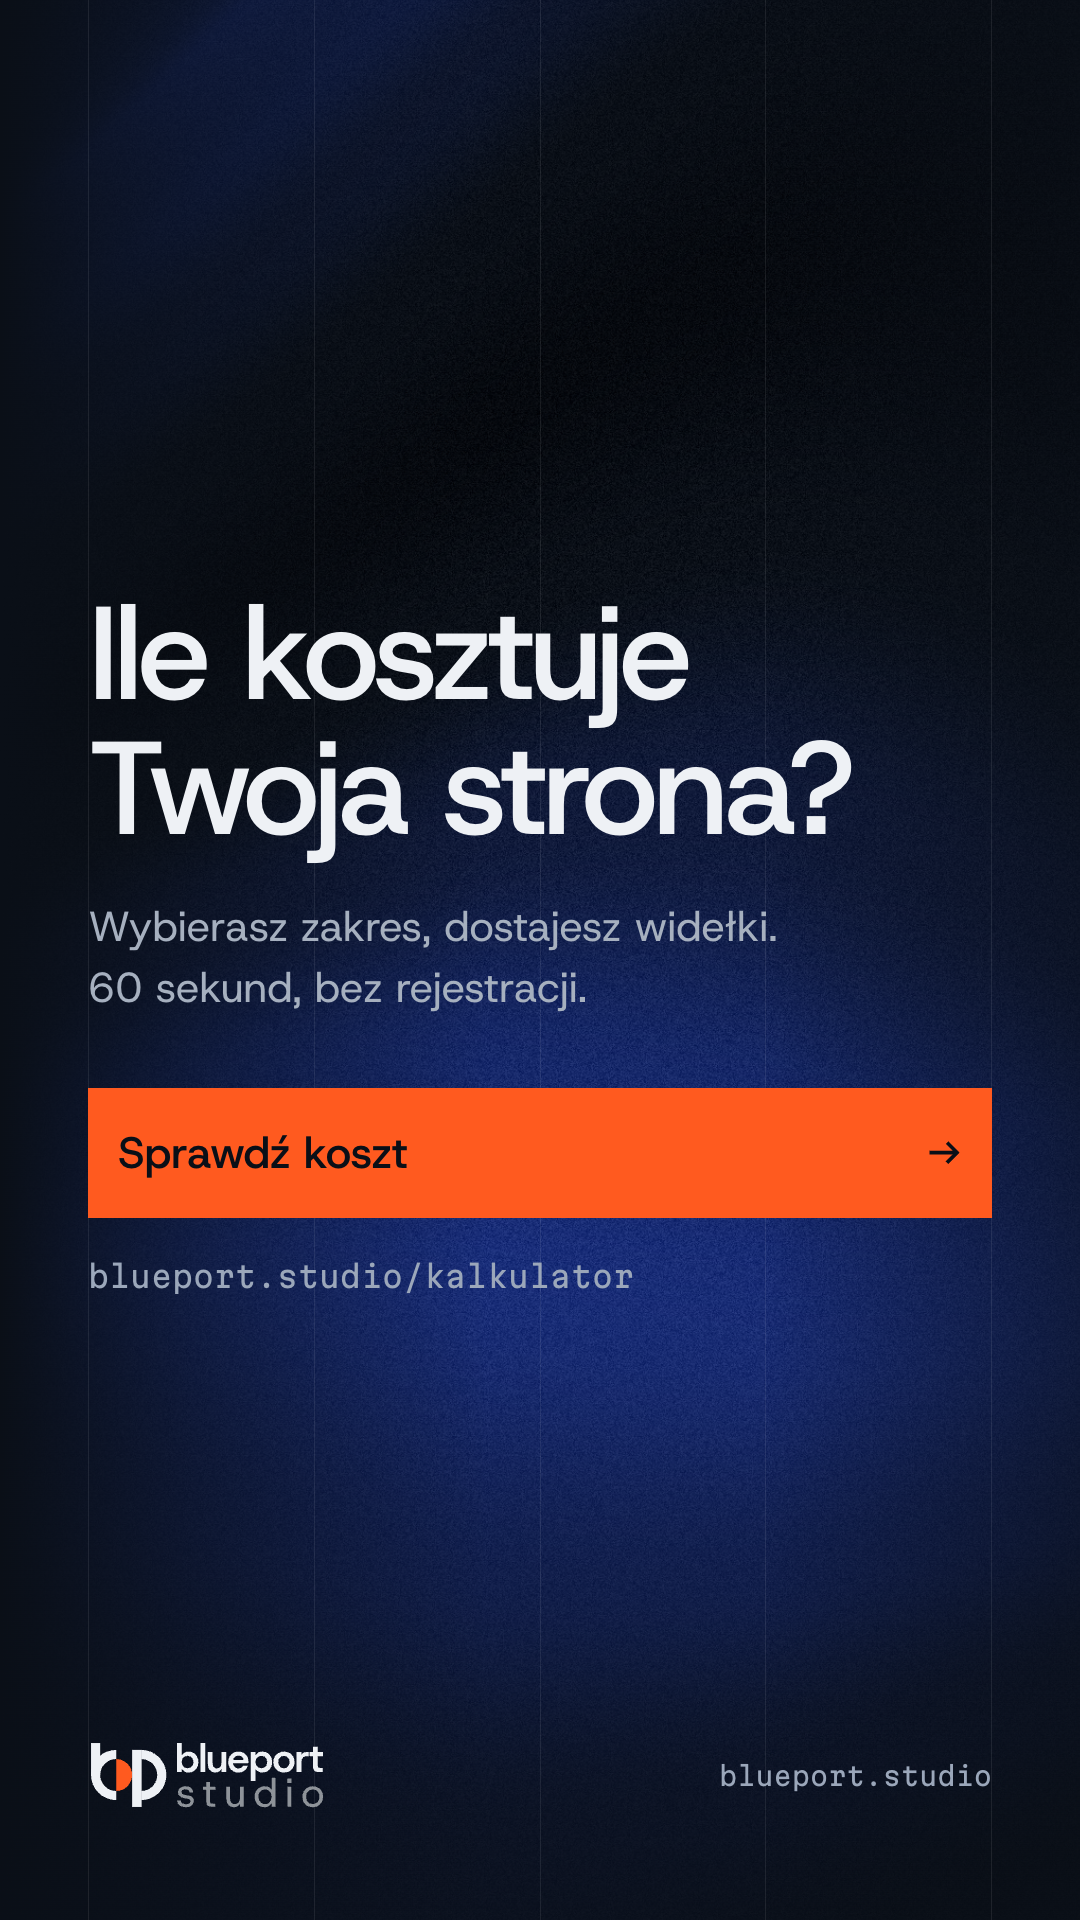 Ile kosztuje
Twoja strona?
Wybierasz zakres, dostajesz widełki.
60 sekund, bez rejestracji.
Sprawdź koszt →
blueport.studio/kalkulator
bp blueport
studio
blueport.studio